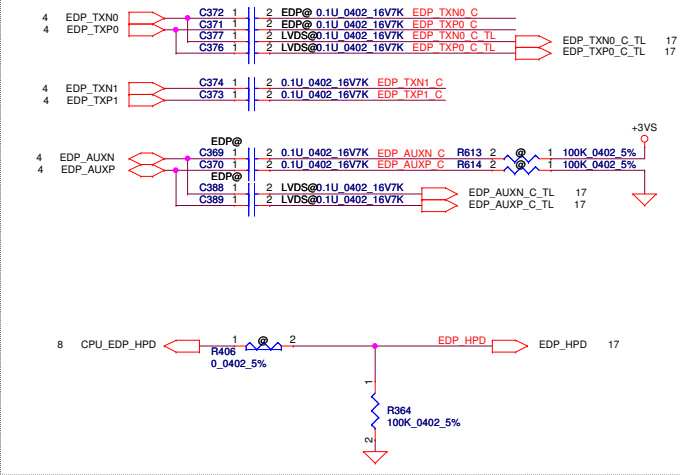 4 EDP_TXN0 C372 1 2 EDP@ 0.1U_0402_16V7K EDP_TXN0_C
4 EDP_TXP0 C371 1 2 EDP@ 0.1U_0402_16V7K EDP_TXP0_C
C377 1 2 LVDS@0.1U_0402_16V7K EDP_TXN0_C_TL EDP_TXN0_C_TL 17
C376 1 2 LVDS@0.1U_0402_16V7K EDP_TXP0_C_TL EDP_TXP0_C_TL 17
4 EDP_TXN1 C374 1 2 0.1U_0402_16V7K EDP_TXN1_C
4 EDP_TXP1 C373 1 2 0.1U_0402_16V7K EDP_TXP1_C
+3VS
EDP@
4 EDP_AUXN C369 1 2 0.1U_0402_16V7K EDP_AUXN_C R613 2 @ 1 100K_0402_5%
4 EDP_AUXP C370 1 2 0.1U_0402_16V7K EDP_AUXP_C R614 2 @ 1 100K_0402_5%
EDP@
C388 1 2 LVDS@0.1U_0402_16V7K EDP_AUXN_C_TL 17
C389 1 2 LVDS@0.1U_0402_16V7K EDP_AUXP_C_TL 17
8 CPU_EDP_HPD 1 @ 2 EDP_HPD EDP_HPD 17
R406
0_0402_5%
1
R364
100K_0402_5%
2